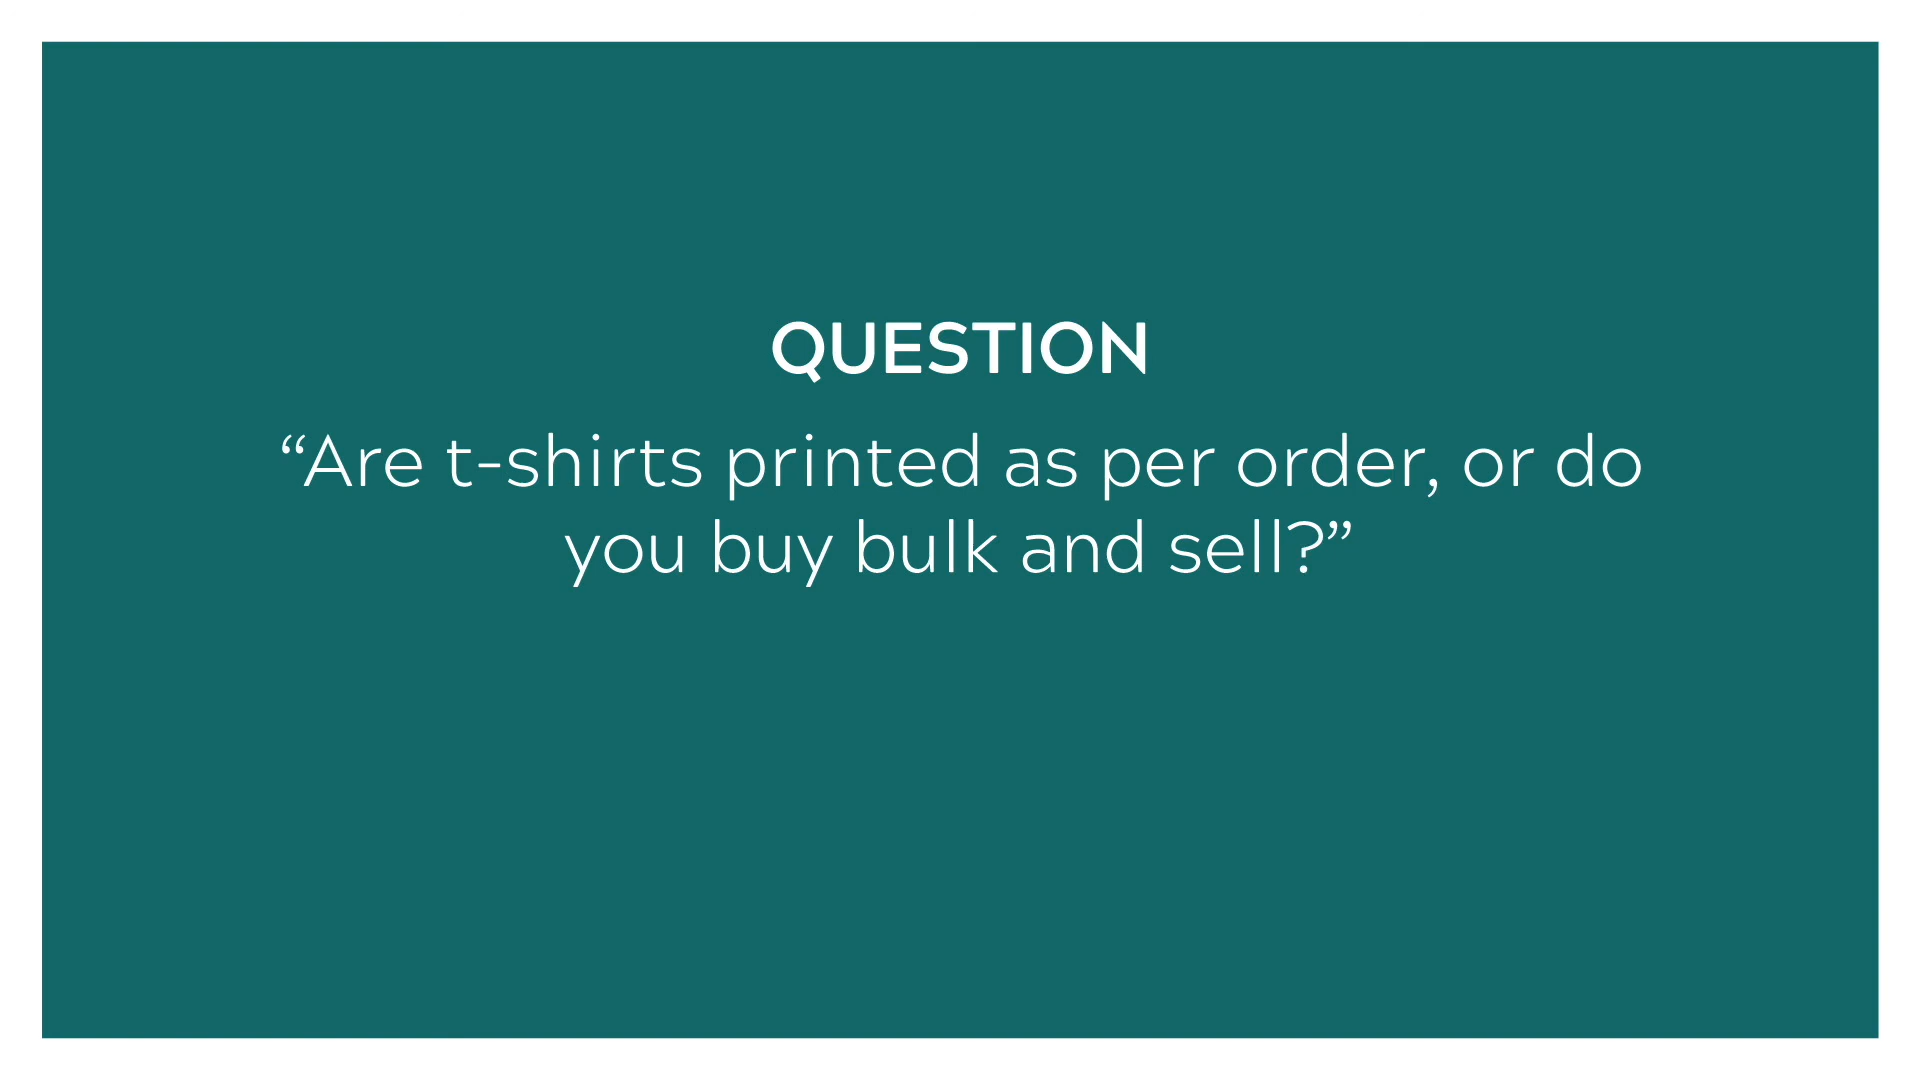 QUESTION
“Are t-shirts printed as per order, or do
you buy bulk and sell?”